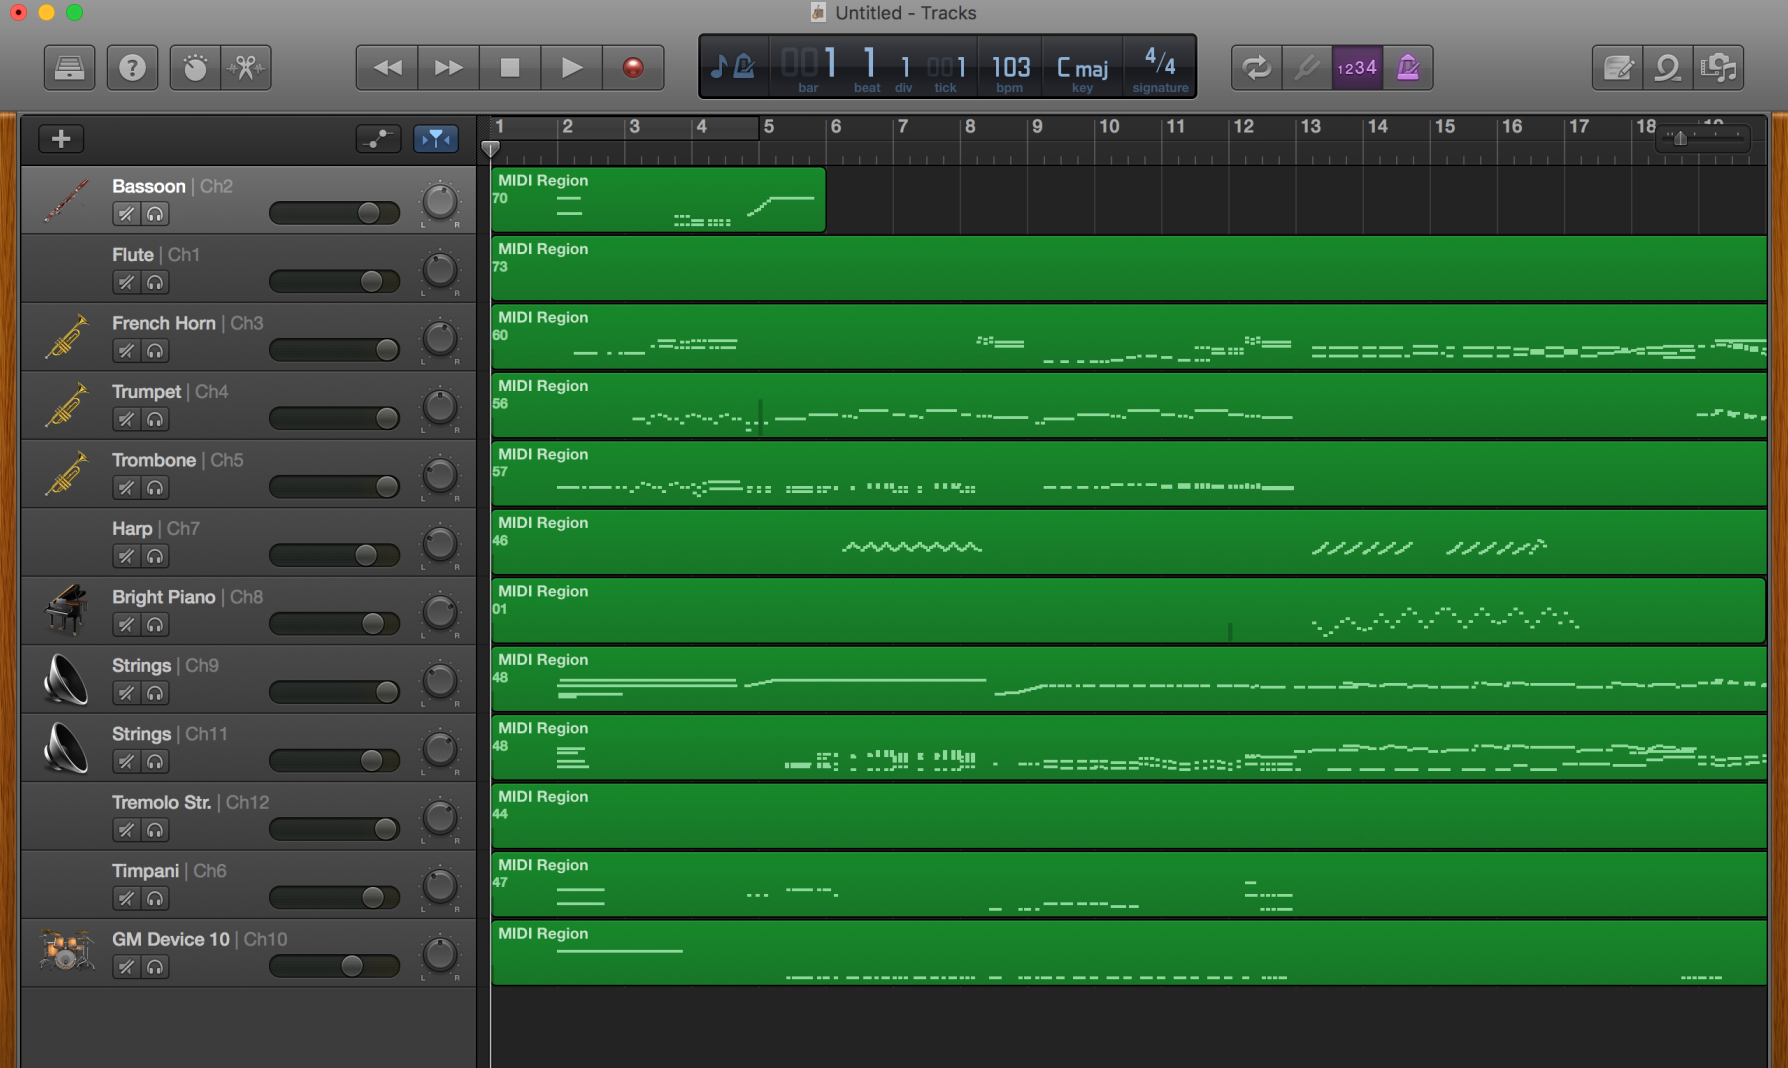 Untitled - Tracks
001 1 1 001 103 C maj 4/4
bar beat div tick bpm key signature
1234
1 2 3 4 5 6 7 8 9 10 11 12 13 14 15 16 17 18
Bassoon | Ch2
L R
MIDI Region
70
Flute | Ch1
L R
MIDI Region
73
French Horn | Ch3
L R
MIDI Region
60
Trumpet | Ch4
L R
MIDI Region
56
Trombone | Ch5
L R
MIDI Region
57
Harp | Ch7
L R
MIDI Region
46
Bright Piano | Ch8
L R
MIDI Region
01
Strings | Ch9
L R
MIDI Region
48
Strings | Ch11
L R
MIDI Region
48
Tremolo Str. | Ch12
L R
MIDI Region
44
Timpani | Ch6
L R
MIDI Region
47
GM Device 10 | Ch10
L R
MIDI Region